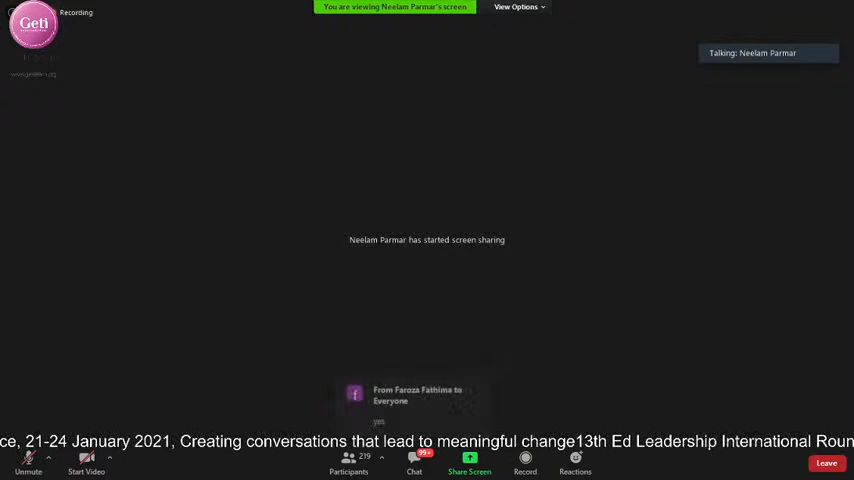 Geti
Recording
You are viewing Neelam Parmar's screen
View Options
Talking: Neelam Parmar
Neelam Parmar has started screen sharing
f
From Faroza Fathima to
Everyone
yes
ce, 21-24 January 2021, Creating conversations that lead to meaningful change13th Ed Leadership International Roun
Unmute
Start Video
219
Participants
99+
Chat
Share Screen
Record
Reactions
Leave